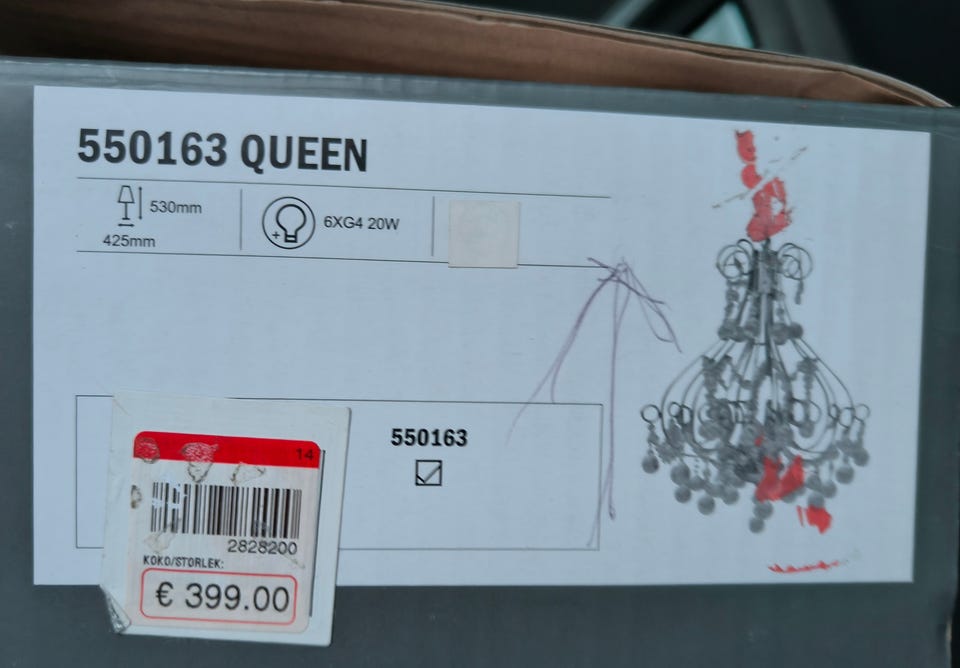 550163 QUEEN
530mm
425mm
6XG4 20W
550163
14
2828200
KOKO/STORLEK:
€ 399.00